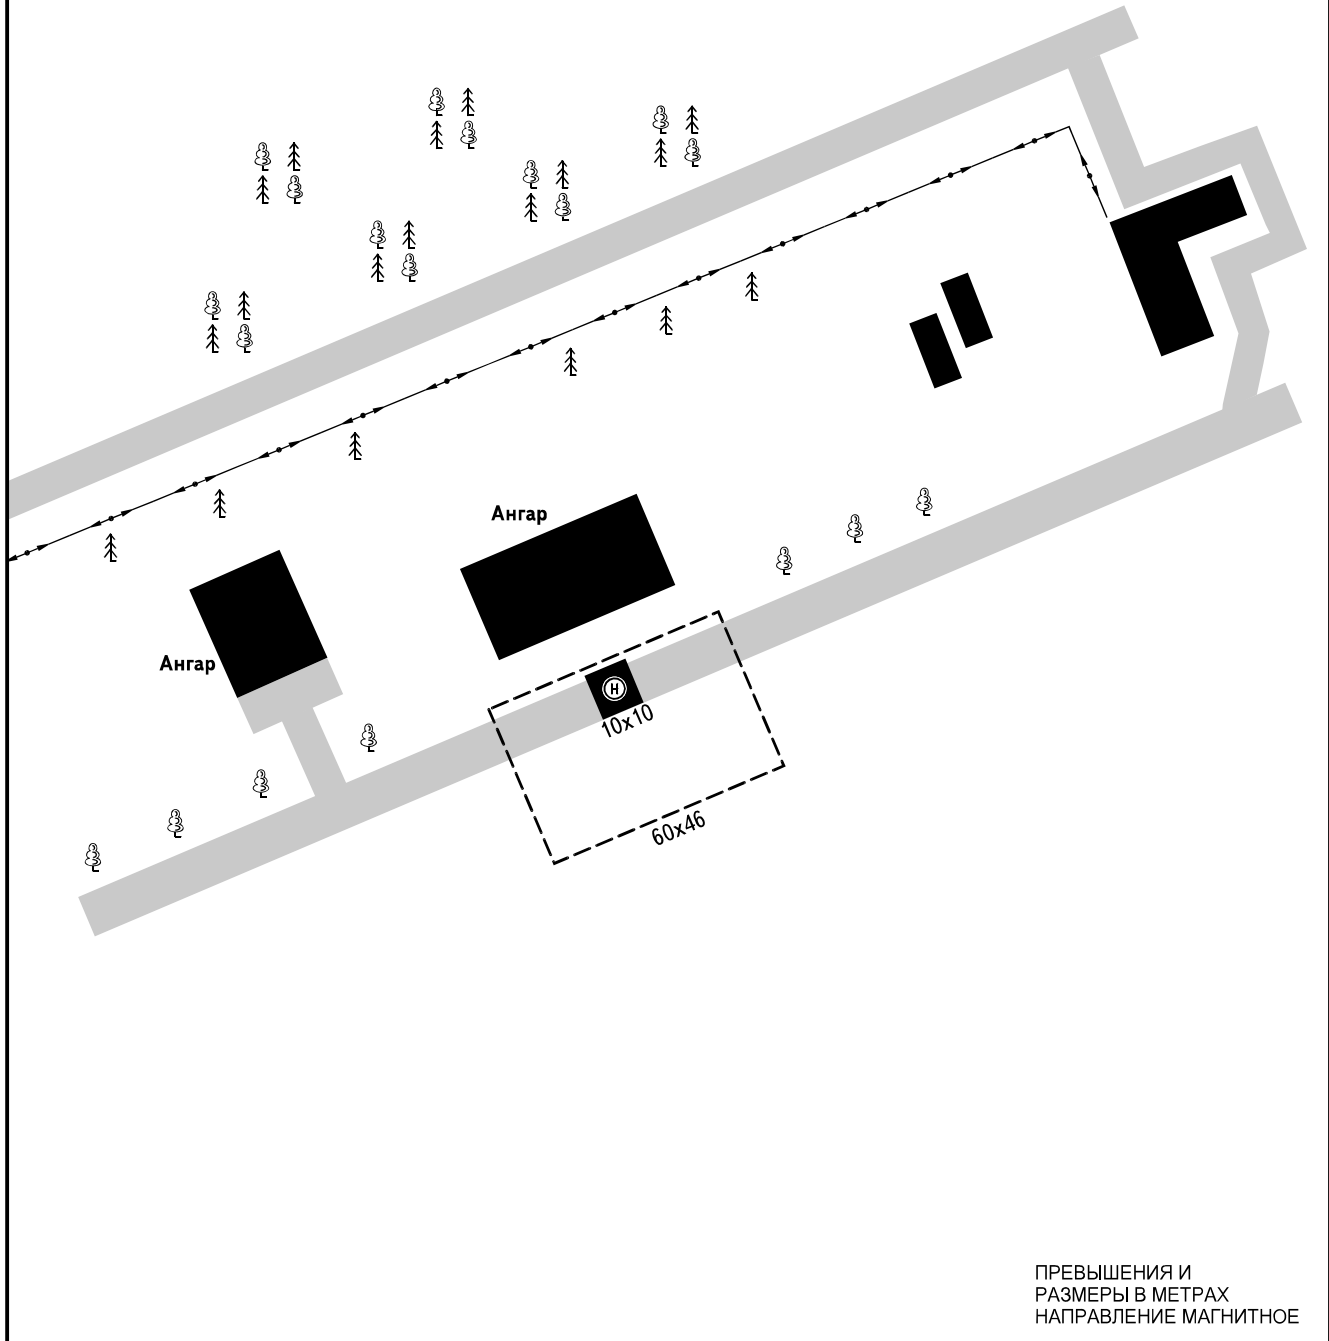 Ангар
Ангар
H
10x10
60x46
ПРЕВЫШЕНИЯ И
РАЗМЕРЫ В МЕТРАХ
НАПРАВЛЕНИЕ МАГНИТНОЕ